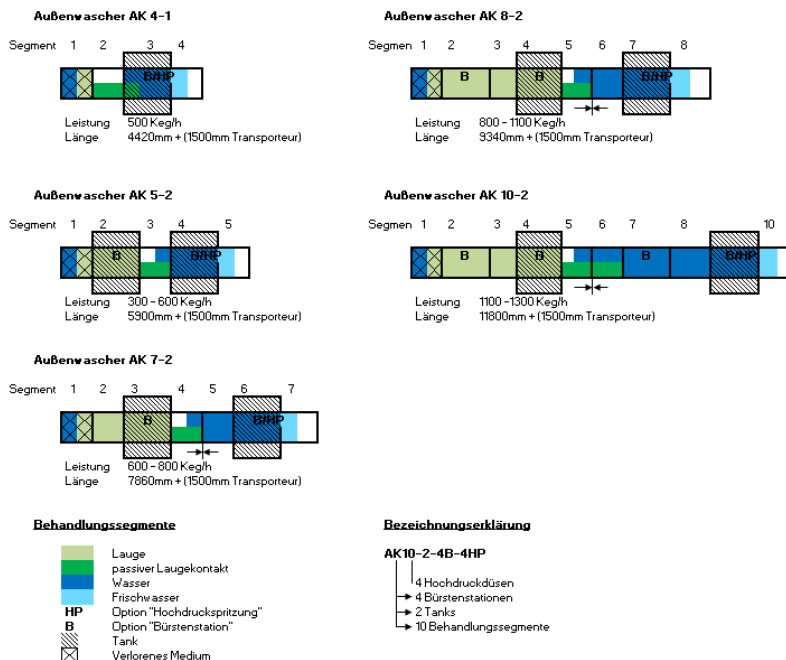 Außenwascher AK 4-1
Segment 1 2 3 4
B/HP
Leistung 500 Keg/h
Länge 4420mm + (1500mm Transporteur)
Außenwascher AK 8-2
Segment 1 2 3 4 5 6 7 8
B B B/HP
Leistung 800 - 1100 Keg/h
Länge 9340mm + (1500mm Transporteur)
Außenwascher AK 5-2
Segment 1 2 3 4 5
B B/HP
Leistung 300 - 600 Keg/h
Länge 5900mm + (1500mm Transporteur)
Außenwascher AK 10-2
Segment 1 2 3 4 5 6 7 8 10
B B B B/HP
Leistung 1100 -1300 Keg/h
Länge 11800mm + (1500mm Transporteur)
Außenwascher AK 7-2
Segment 1 2 3 4 5 6 7
B B/HP
Leistung 600 - 800 Keg/h
Länge 7860mm + (1500mm Transporteur)
Behandlungssegmente
Lauge
passiver Laugekontakt
Wasser
Frischwasser
HP Option "Hochdruckspritzung"
B Option "Bürstenstation"
Tank
Verlorenes Medium
Bezeichnungserklärung
AK10-2-4B-4HP
4 Hochdruckdüsen
4 Bürstenstationen
2 Tanks
10 Behandlungssegmente